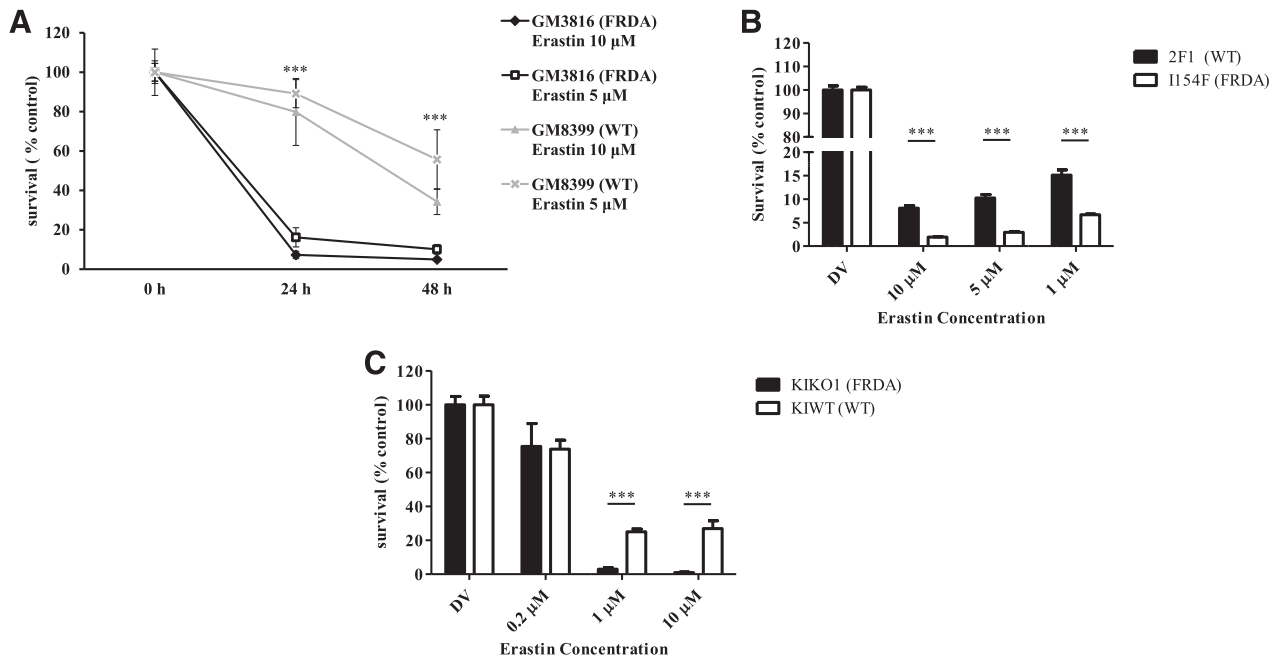 A
survival ( % control)
120
100
80
60
40
20
0
0 h
24 h
48 h
***
***
GM3816 (FRDA)
Erastin 10 µM
GM3816 (FRDA)
Erastin 5 µM
GM8399 (WT)
Erastin 10 µM
GM8399 (WT)
Erastin 5 µM
B
Survival (% control)
120
110
100
90
80
20
15
10
5
0
***
***
***
DV
10 µM
5 µM
1 µM
Erastin Concentration
2F1 (WT)
I154F (FRDA)
C
survival (% control)
120
100
80
60
40
20
0
***
***
DV
0.2 µM
1 µM
10 µM
Erastin Concentration
KIKO1 (FRDA)
KIWT (WT)